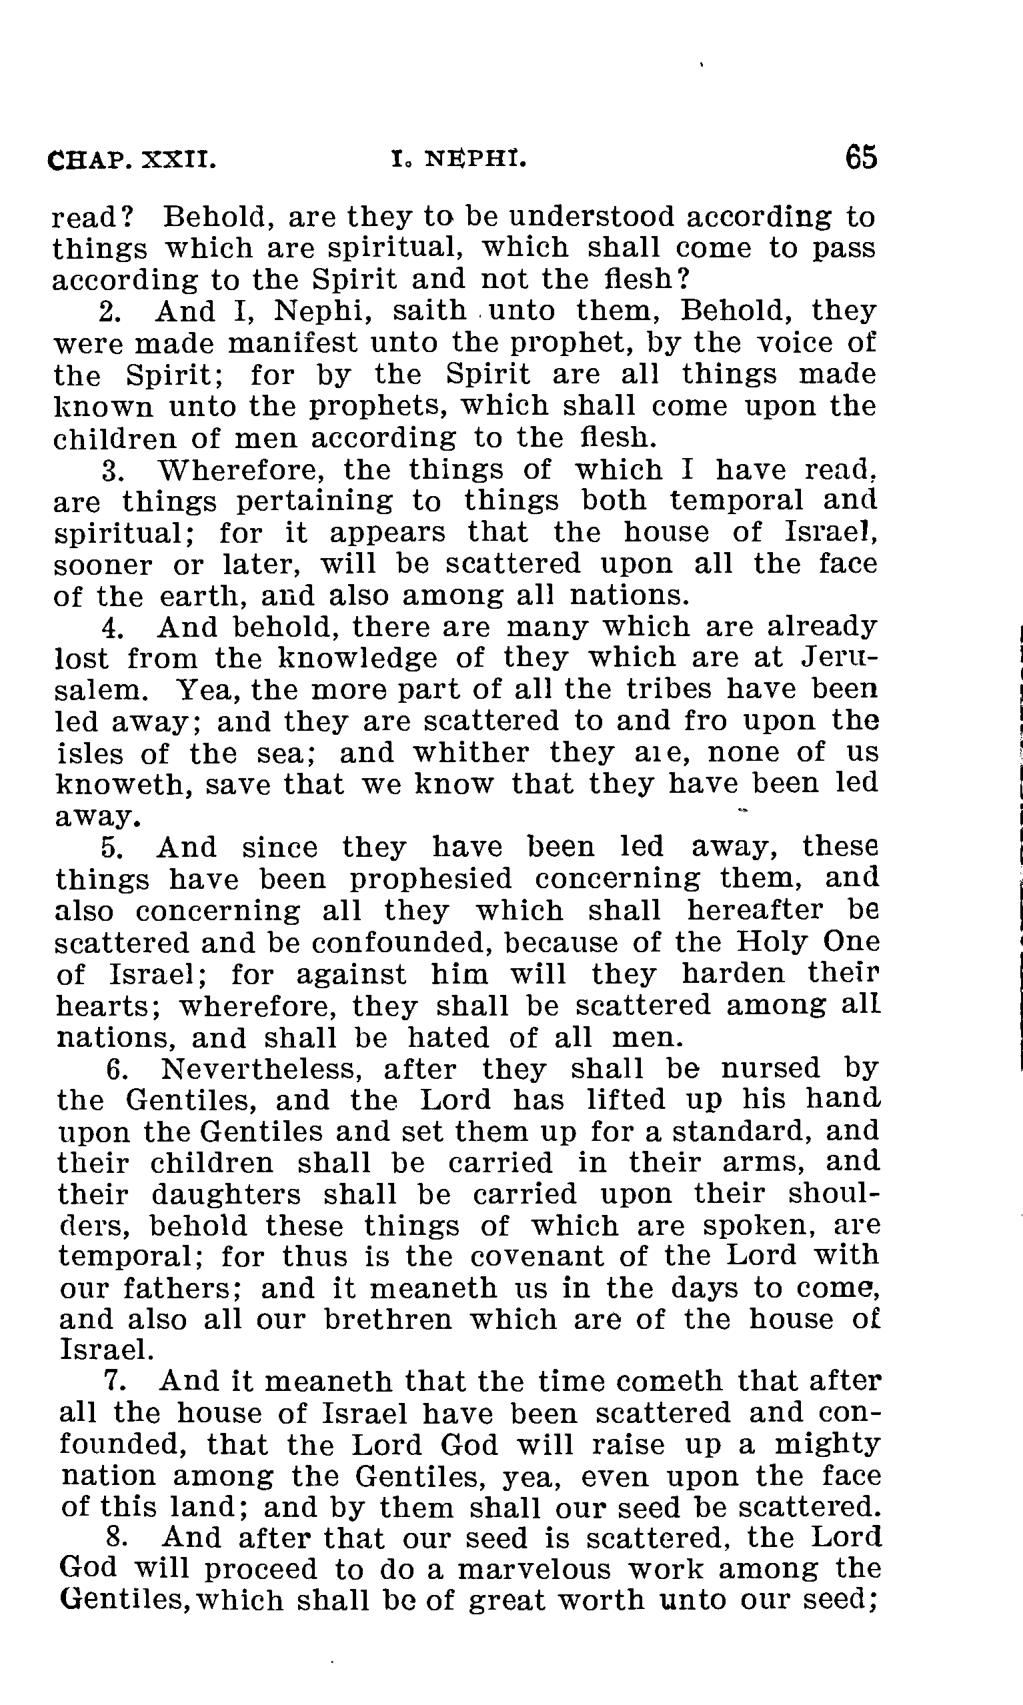 CHAP. XXII. I. NEPHI. 65
read? Behold, are they to be understood according to
things which are spiritual, which shall come to pass
according to the Spirit and not the flesh?
2. And I, Nephi, saith unto them, Behold, they
were made manifest unto the prophet, by the voice of
the Spirit; for by the Spirit are all things made
known unto the prophets, which shall come upon the
children of men according to the flesh.
3. Wherefore, the things of which I have read,
are things pertaining to things both temporal and
spiritual; for it appears that the house of Israel,
sooner or later, will be scattered upon all the face
of the earth, and also among all nations.
4. And behold, there are many which are already
lost from the knowledge of they which are at Jeru-
salem. Yea, the more part of all the tribes have been
led away; and they are scattered to and fro upon the
isles of the sea; and whither they are, none of us
knoweth, save that we know that they have been led
away.
5. And since they have been led away, these
things have been prophesied concerning them, and
also concerning all they which shall hereafter be
scattered and be confounded, because of the Holy One
of Israel; for against him will they harden their
hearts; wherefore, they shall be scattered among all
nations, and shall be hated of all men.
6. Nevertheless, after they shall be nursed by
the Gentiles, and the Lord has lifted up his hand
upon the Gentiles and set them up for a standard, and
their children shall be carried in their arms, and
their daughters shall be carried upon their shoul-
ders, behold these things of which are spoken, are
temporal; for thus is the covenant of the Lord with
our fathers; and it meaneth us in the days to come,
and also all our brethren which are of the house of
Israel.
7. And it meaneth that the time cometh that after
all the house of Israel have been scattered and con-
founded, that the Lord God will raise up a mighty
nation among the Gentiles, yea, even upon the face
of this land; and by them shall our seed be scattered.
8. And after that our seed is scattered, the Lord
God will proceed to do a marvelous work among the
Gentiles, which shall be of great worth unto our seed;